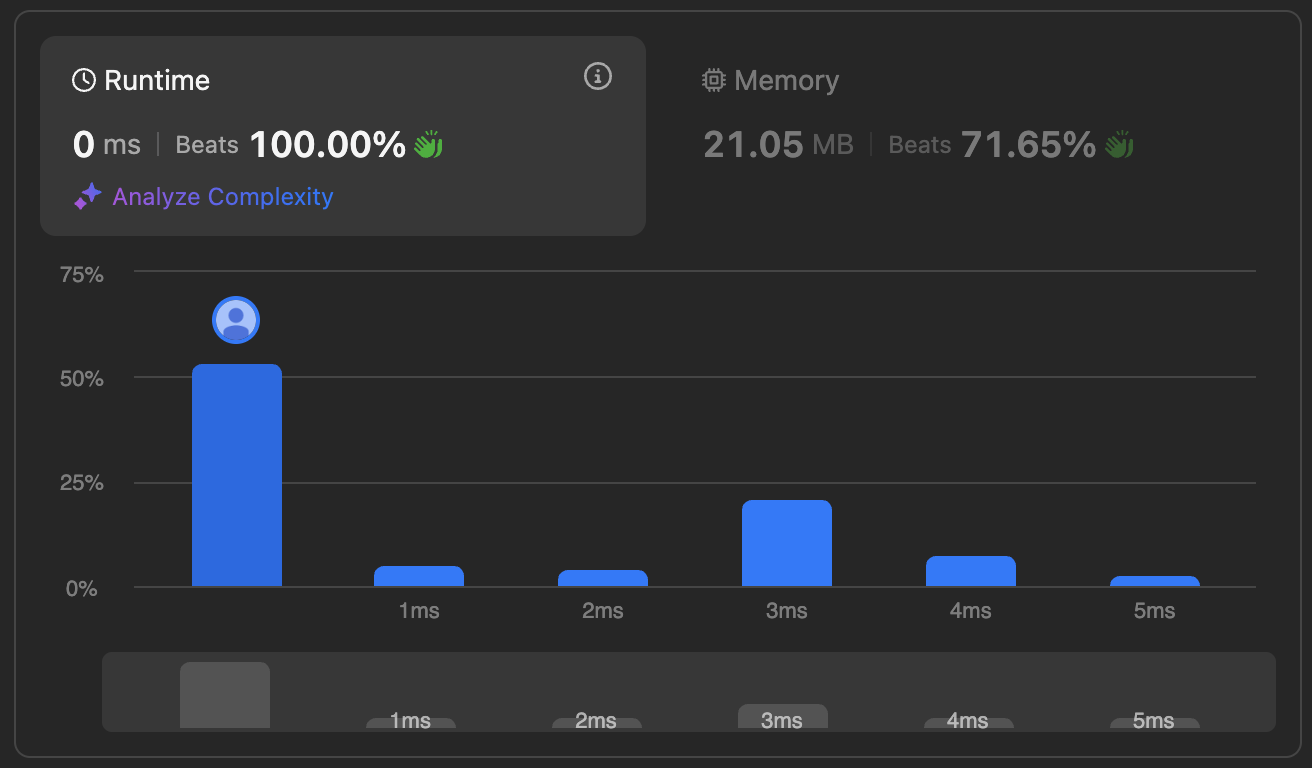 Runtime
0 ms | Beats 100.00%
Analyze Complexity
Memory
21.05 MB | Beats 71.65%
75%
50%
25%
0%
1ms 2ms 3ms 4ms 5ms
1ms 2ms 3ms 4ms 5ms